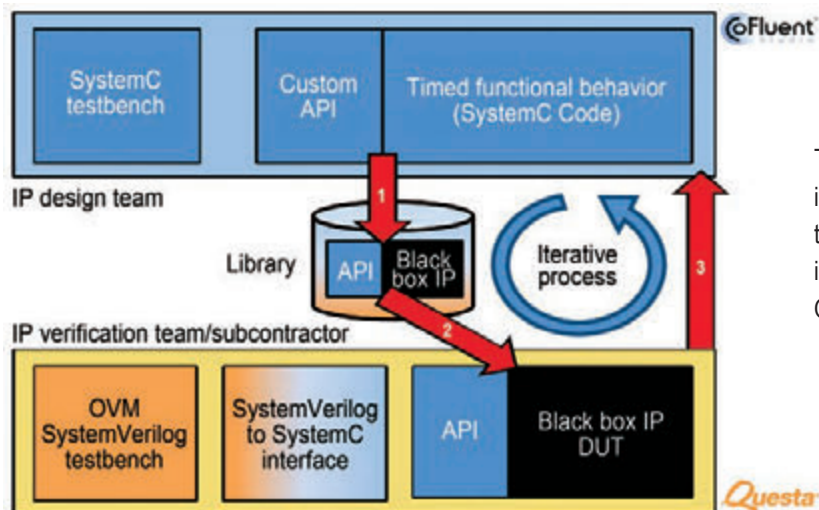 CoFluent
STUDIO
SystemC
testbench
Custom
API
Timed functional behavior
(SystemC Code)
IP design team
1
Library
API
Black
box IP
Iterative
process
3
2
IP verification team/subcontractor
OVM
SystemVerilog
testbench
SystemVerilog
to SystemC
interface
API
Black box IP
DUT
Questa